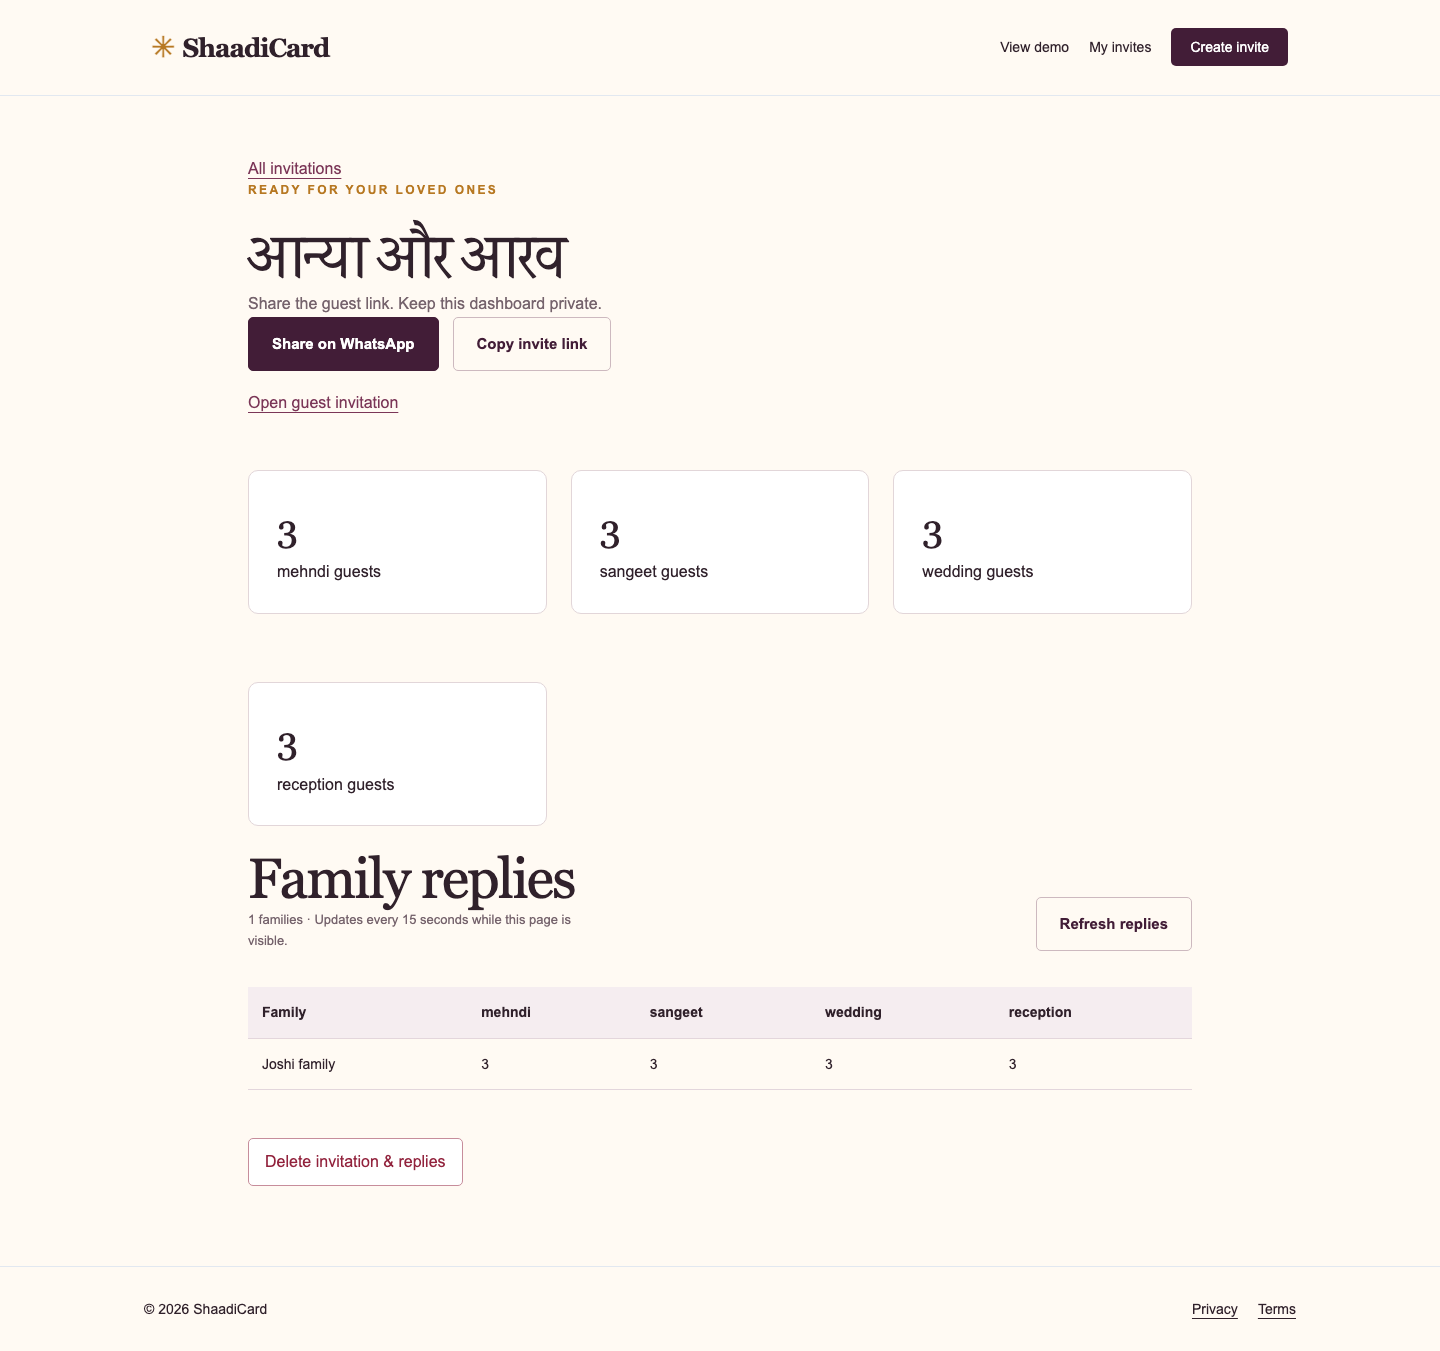 ShaadiCard
View demo
My invites
Create invite
All invitations
READY FOR YOUR LOVED ONES
आन्या और आरव
Share the guest link. Keep this dashboard private.
Share on WhatsApp
Copy invite link
Open guest invitation
3
mehndi guests
3
sangeet guests
3
wedding guests
3
reception guests
Family replies
1 families · Updates every 15 seconds while this page is
visible.
Refresh replies
Family mehndi sangeet wedding reception
Joshi family 3 3 3 3
Delete invitation & replies
© 2026 ShaadiCard
Privacy
Terms